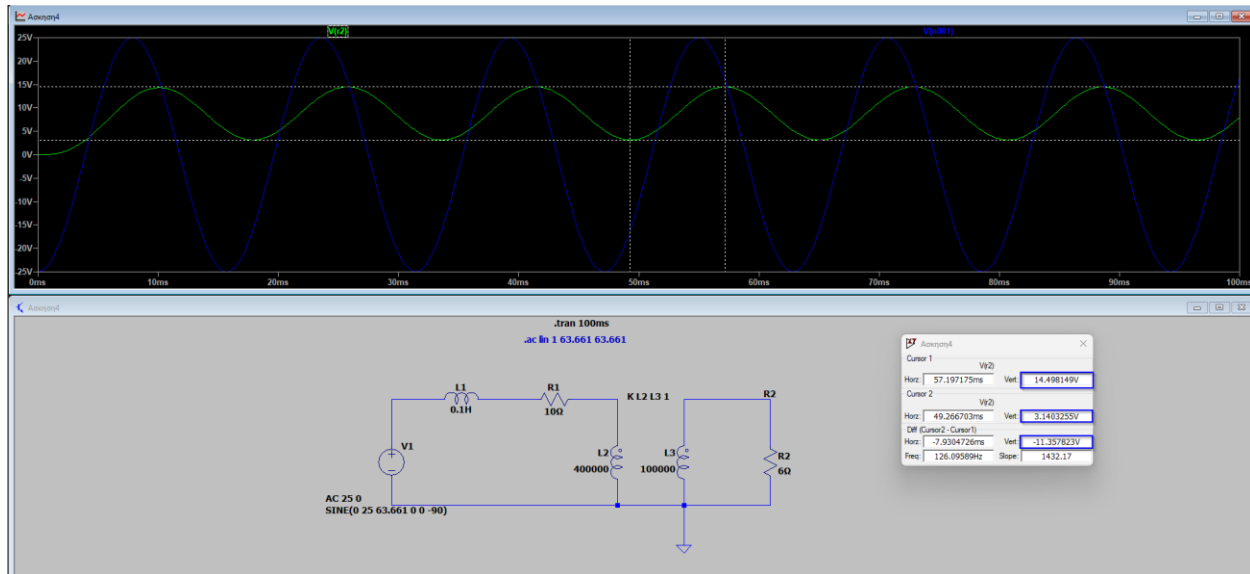 Ασκηση4
V(r2)
V(n001)
25V
20V
15V
10V
5V
0V
-5V
-10V
-15V
-20V
-25V
0ms
10ms
20ms
30ms
40ms
50ms
60ms
70ms
80ms
90ms
100ms
Ασκηση4
.tran 100ms
.ac lin 1 63.661 63.661
L1
0.1H
R1
10Ω
K L2 L3 1
R2
V1
L2
400000
L3
100000
R2
6Ω
AC 25 0
SINE(0 25 63.661 0 0 -90)
Ασκηση4
Cursor 1
V(r2)
Horz: 57.197175ms Vert: 14.498149V
Cursor 2
V(r2)
Horz: 49.266703ms Vert: 3.1403255V
Diff (Cursor2 - Cursor1)
Horz: -7.9304726ms Vert: -11.357823V
Freq: 126.09589Hz Slope: 1432.17